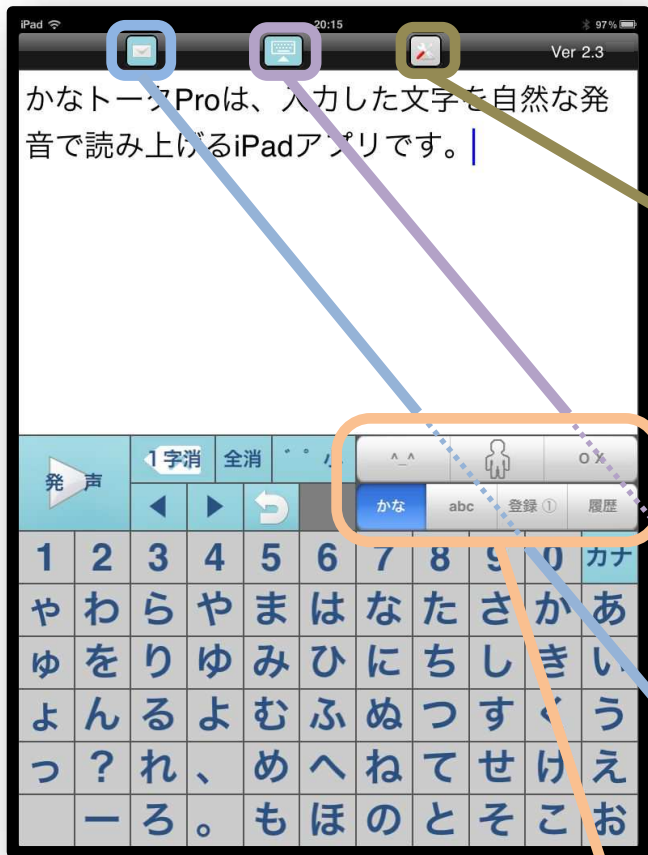 iPad 20:15 97%
Ver 2.3
かなトークProは、入力した文字を自然な発
音で読み上げるiPadアプリです。
発声 1字消 全消 ゛゜小 ^_^ O X
かな abc 登録① 履歴
1 2 3 4 5 6 7 8 9 0 カナ
や わ ら や ま は な た さ か あ
ゅ を り ゆ み ひ に ち し き い
ょ ん る よ む ふ ぬ つ す く う
っ ? れ 、 め へ ね て せ け え
ー ろ 。 も ほ の と そ こ お